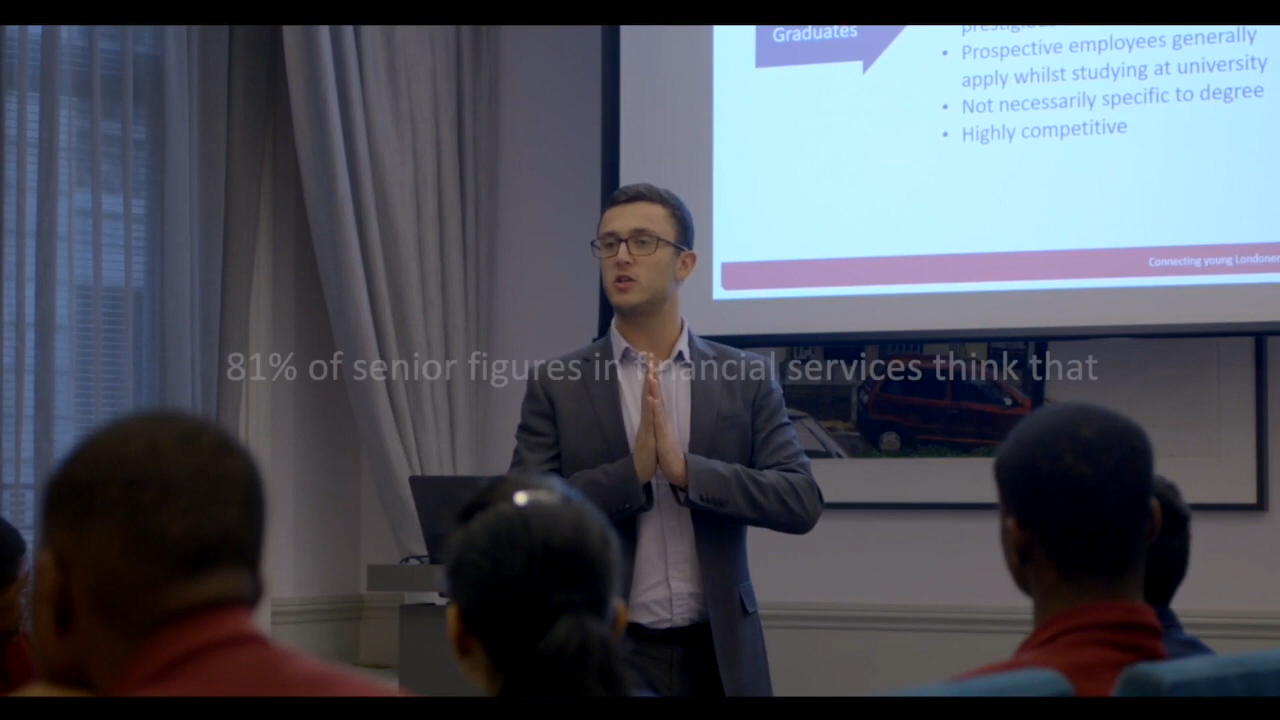 Graduates
• Prospective employees generally
apply whilst studying at university
• Not necessarily specific to degree
• Highly competitive
Connecting young
81% of senior figures in financial services think that